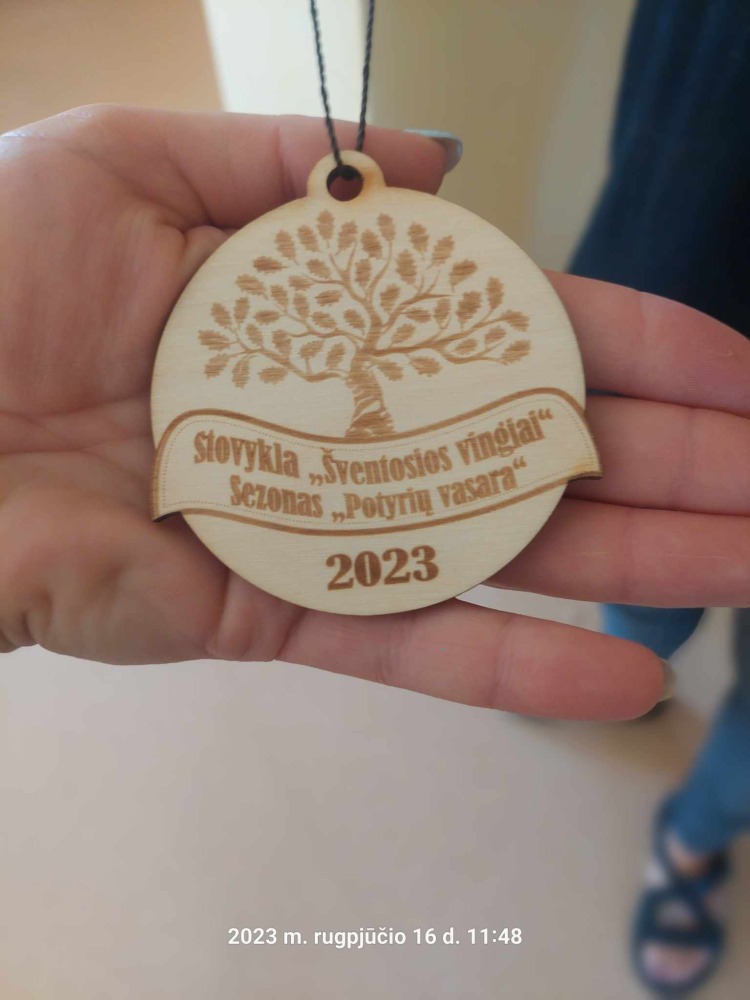 Stovykla „Šventosios vingiai“
Sezonas „Potyrių vasara“
2023
2023 m. rugpjūčio 16 d. 11:48